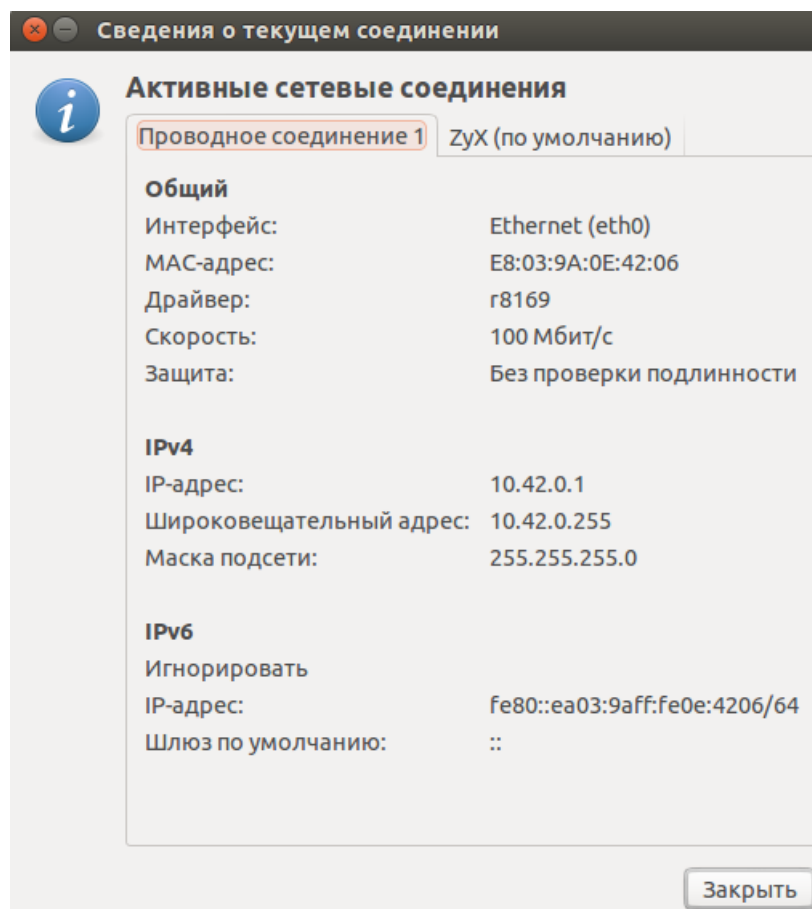 Сведения о текущем соединении
Активные сетевые соединения
Проводное соединение 1 ZyX (по умолчанию)
Общий
Интерфейс: Ethernet (eth0)
MAC-адрес: E8:03:9A:0E:42:06
Драйвер: r8169
Скорость: 100 Мбит/с
Защита: Без проверки подлинности
IPv4
IP-адрес: 10.42.0.1
Широковещательный адрес: 10.42.0.255
Маска подсети: 255.255.255.0
IPv6
Игнорировать
IP-адрес: fe80::ea03:9aff:fe0e:4206/64
Шлюз по умолчанию: ::
Закрыть